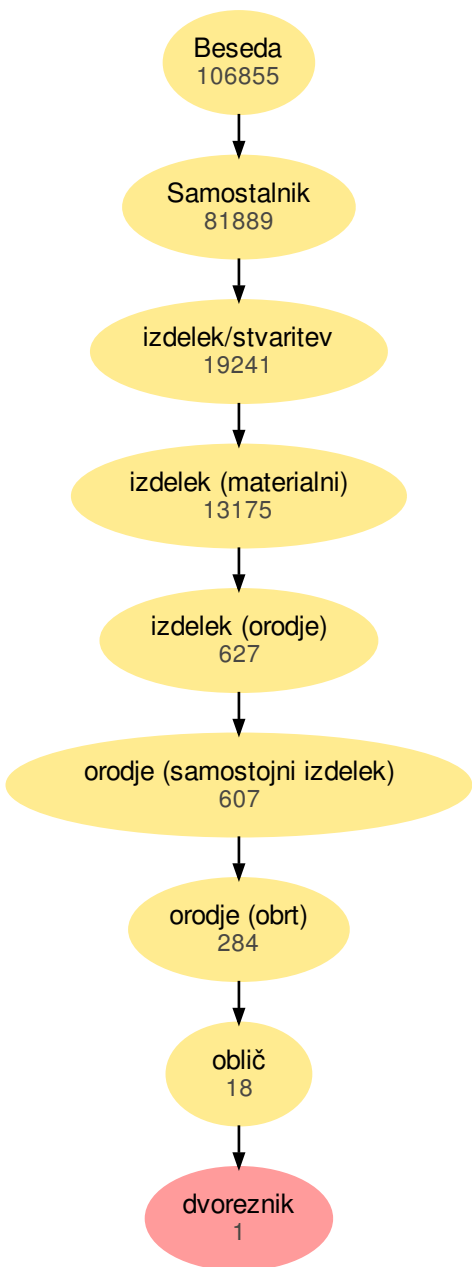 Beseda
106855
Samostalnik
81889
izdelek/stvaritev
19241
izdelek (materialni)
13175
izdelek (orodje)
627
orodje (samostojni izdelek)
607
orodje (obrt)
284
oblič
18
dvoreznik
1